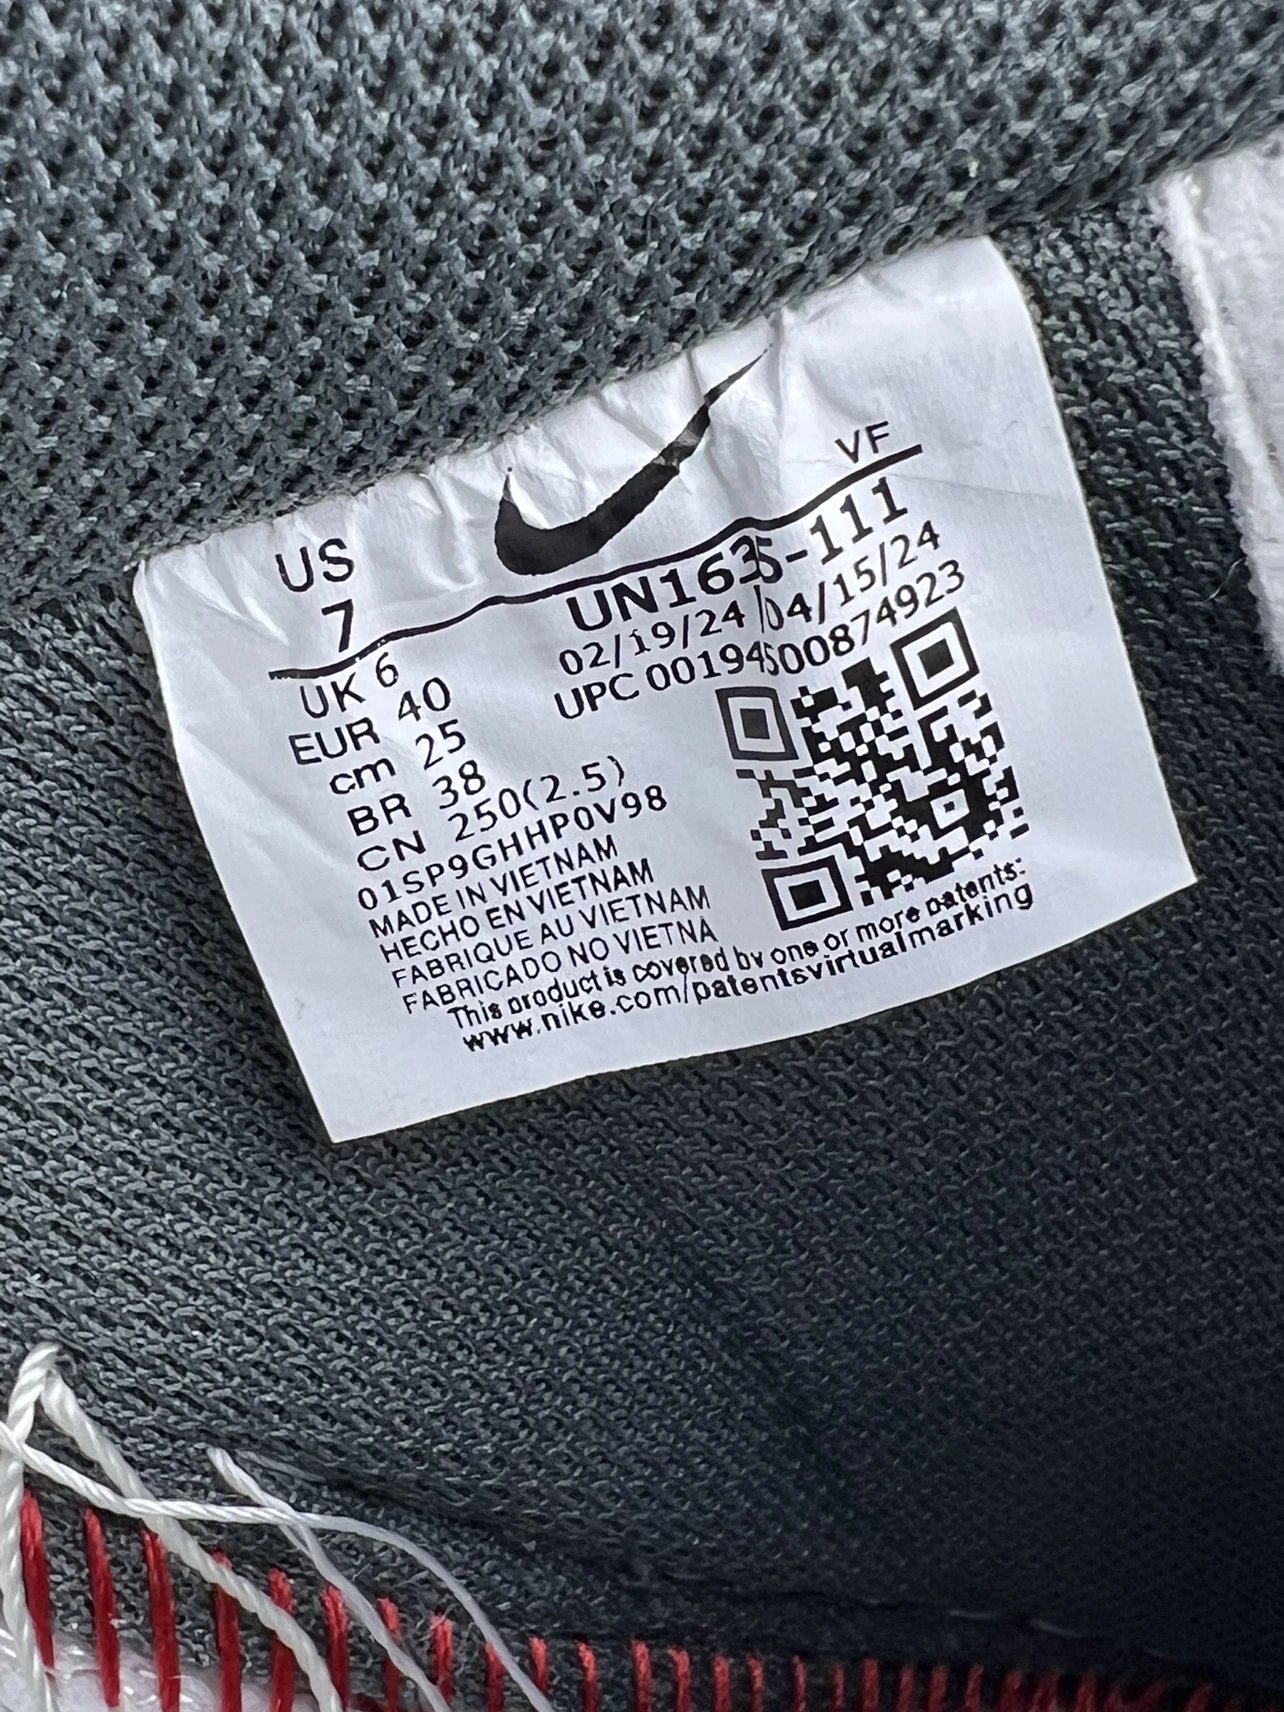 US
7
VF
UN1635-111
02/19/24 04/15/24
UPC 00194500874923
UK 6
EUR 40
cm 25
BR 38
CN 250(2.5)
01SP9GHHP0V98
MADE IN VIETNAM
HECHO EN VIETNAM
FABRIQUE AU VIETNAM
FABRICADO NO VIETNA
This product is covered by one or more patents:
www.nike.com/patentsvirtualmarking